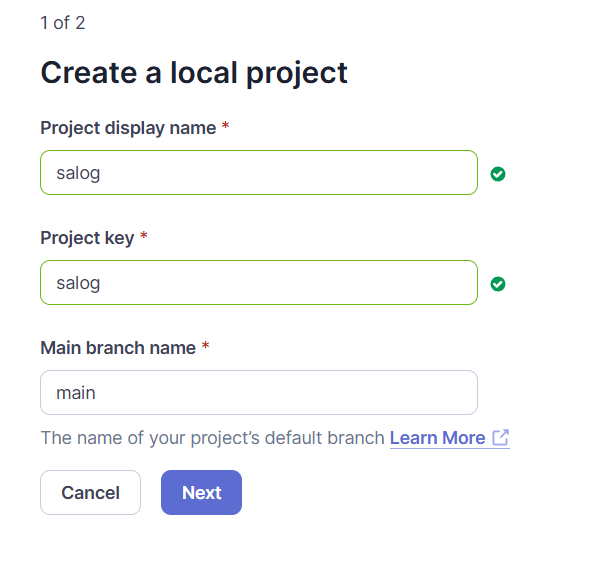 1 of 2
Create a local project
Project display name *
salog
Project key *
salog
Main branch name *
main
The name of your project’s default branch Learn More
Cancel Next